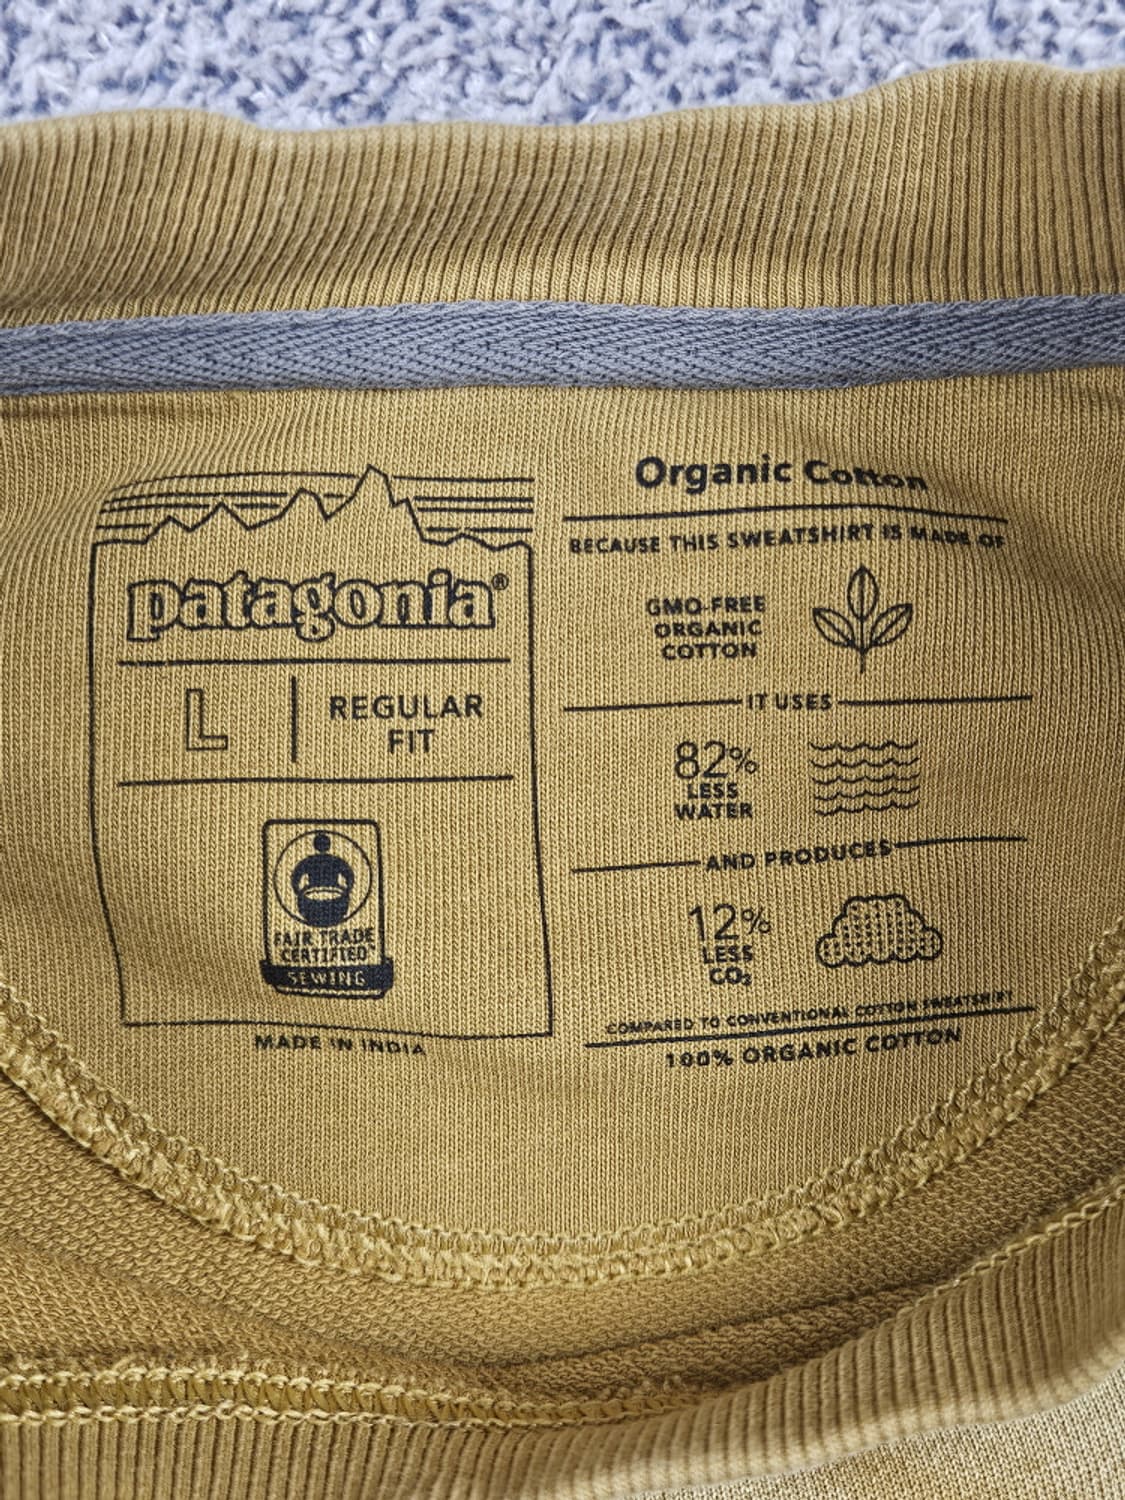 patagonia®
L
REGULAR
FIT
FAIR TRADE
CERTIFIED™
SEWING
MADE IN INDIA
Organic Cotton
BECAUSE THIS SWEATSHIRT IS MADE OF
GMO-FREE
ORGANIC
COTTON
IT USES
82%
LESS
WATER
AND PRODUCES
12%
LESS
CO₂
COMPARED TO CONVENTIONAL COTTON SWEATSHIRT
100% ORGANIC COTTON